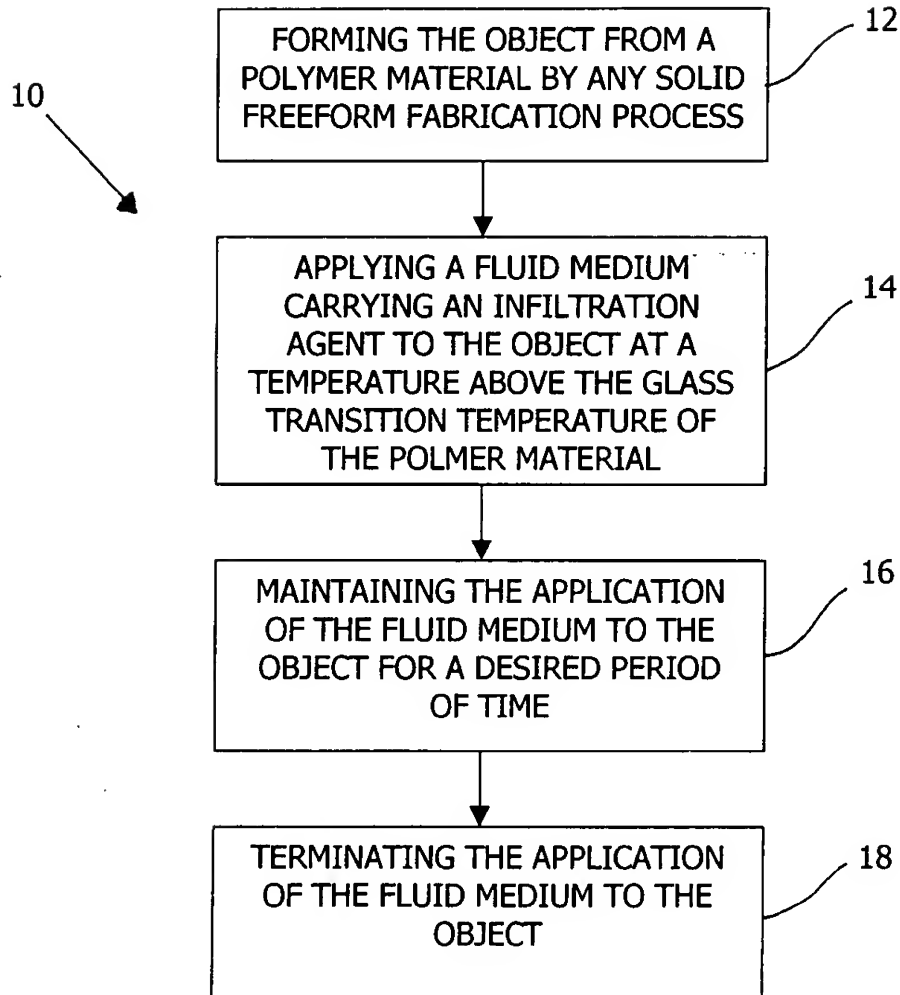 10
12
FORMING THE OBJECT FROM A
POLYMER MATERIAL BY ANY SOLID
FREEFORM FABRICATION PROCESS
14
APPLYING A FLUID MEDIUM
CARRYING AN INFILTRATION
AGENT TO THE OBJECT AT A
TEMPERATURE ABOVE THE GLASS
TRANSITION TEMPERATURE OF
THE POLMER MATERIAL
16
MAINTAINING THE APPLICATION
OF THE FLUID MEDIUM TO THE
OBJECT FOR A DESIRED PERIOD
OF TIME
18
TERMINATING THE APPLICATION
OF THE FLUID MEDIUM TO THE
OBJECT